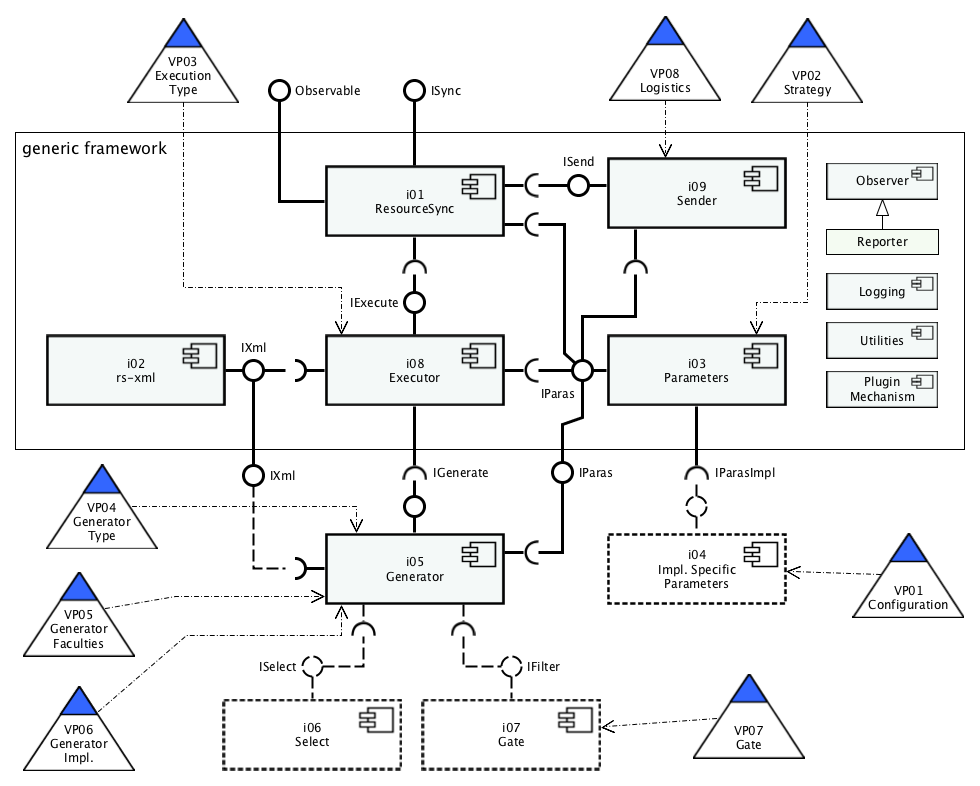 VP03
Execution
Type
Observable
ISync
VP08
Logistics
VP02
Strategy
generic framework
i01
ResourceSync
ISend
i09
Sender
Observer
Reporter
Logging
Utilities
Plugin
Mechanism
IExecute
i02
rs-xml
IXml
i08
Executor
IParas
i03
Parameters
IXml
IGenerate
IParas
IParasImpl
VP04
Generator
Type
i05
Generator
i04
Impl. Specific
Parameters
VP01
Configuration
VP05
Generator
Faculties
ISelect
IFilter
VP06
Generator
Impl.
i06
Select
i07
Gate
VP07
Gate